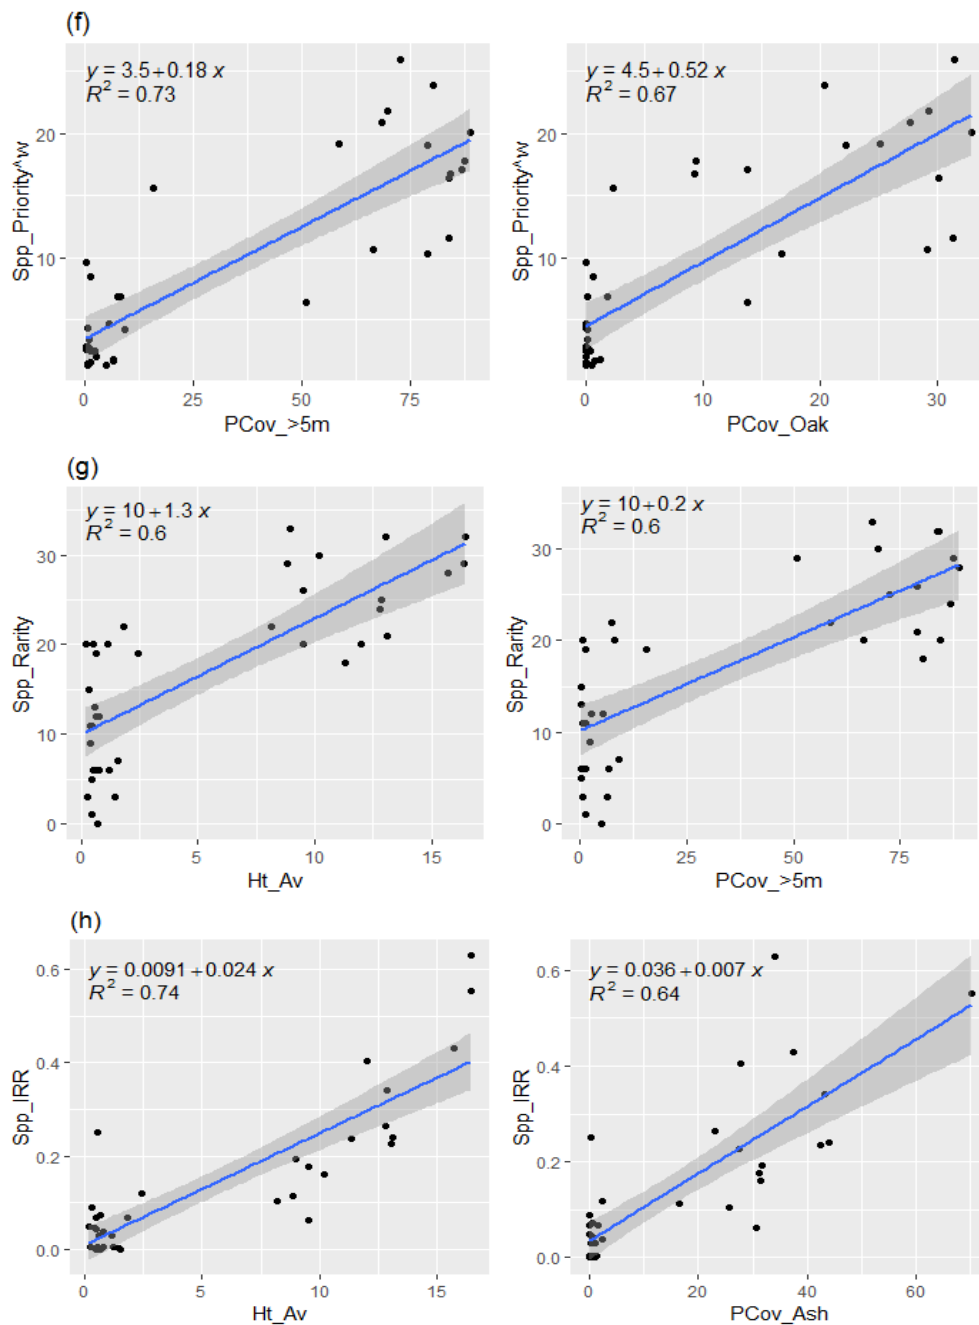 (f)
y = 3.5+0.18 x
R² = 0.73
20
10
Spp_Priority^w
0 25 50 75
PCov_>5m
y = 4.5+0.52 x
R² = 0.67
20
10
Spp_Priority^w
0 10 20 30
PCov_Oak
(g)
y = 10+1.3 x
R² = 0.6
30
20
10
0
Spp_Rarity
0 5 10 15
Ht_Av
y = 10+0.2 x
R² = 0.6
30
20
10
0
Spp_Rarity
0 25 50 75
PCov_>5m
(h)
y = 0.0091+0.024 x
R² = 0.74
0.6
0.4
0.2
0.0
Spp_IRR
0 5 10 15
Ht_Av
y = 0.036+0.007 x
R² = 0.64
0.6
0.4
0.2
0.0
Spp_IRR
0 20 40 60
PCov_Ash